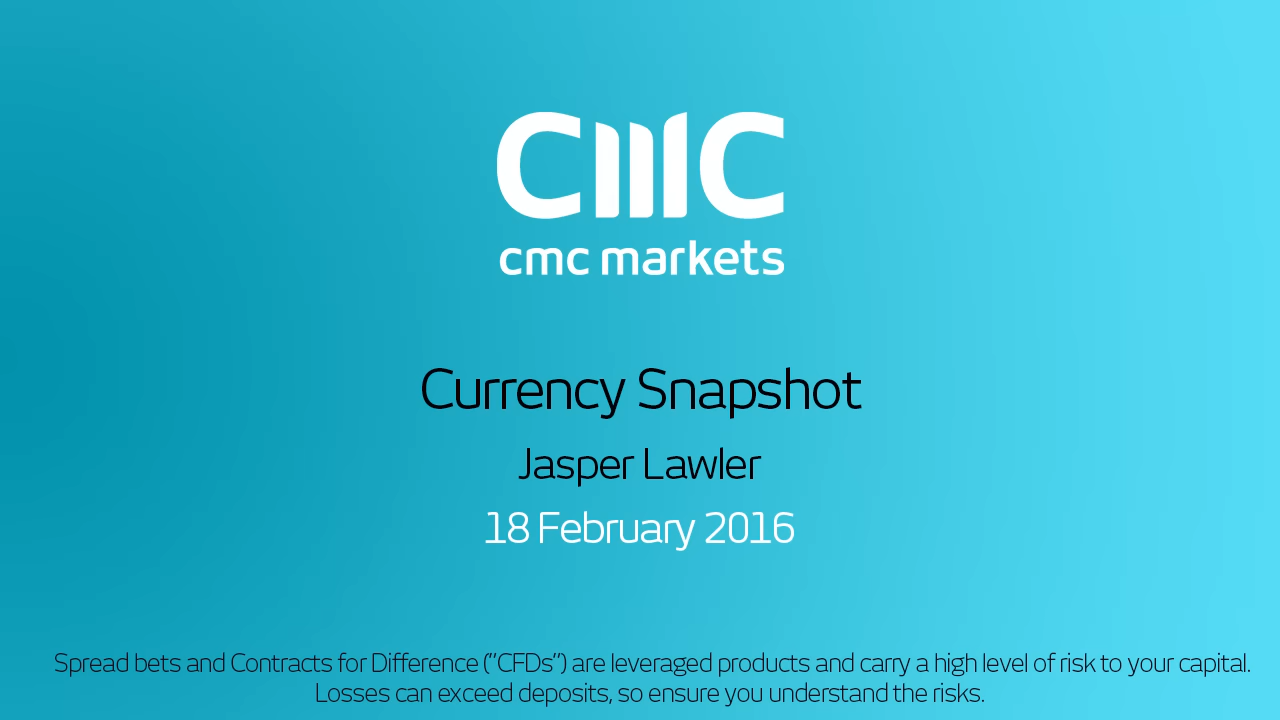 CMC
cmc markets
Currency Snapshot
Jasper Lawler
18 February 2016
Spread bets and Contracts for Difference ("CFDs") are leveraged products and carry a high level of risk to your capital.
Losses can exceed deposits, so ensure you understand the risks.